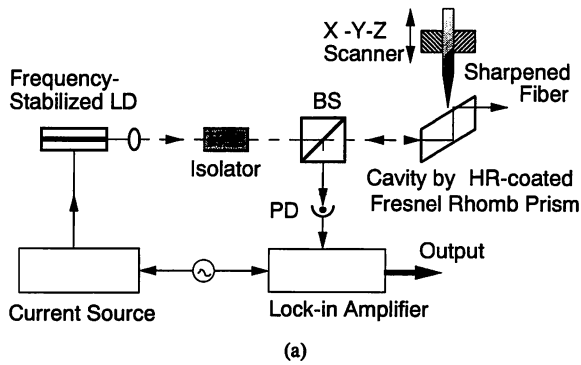 X -Y-Z
Scanner
Frequency-
Stabilized LD
Sharpened
Fiber
BS
Isolator
Cavity by HR-coated
Fresnel Rhomb Prism
PD
Output
Current Source
Lock-in Amplifier
(a)